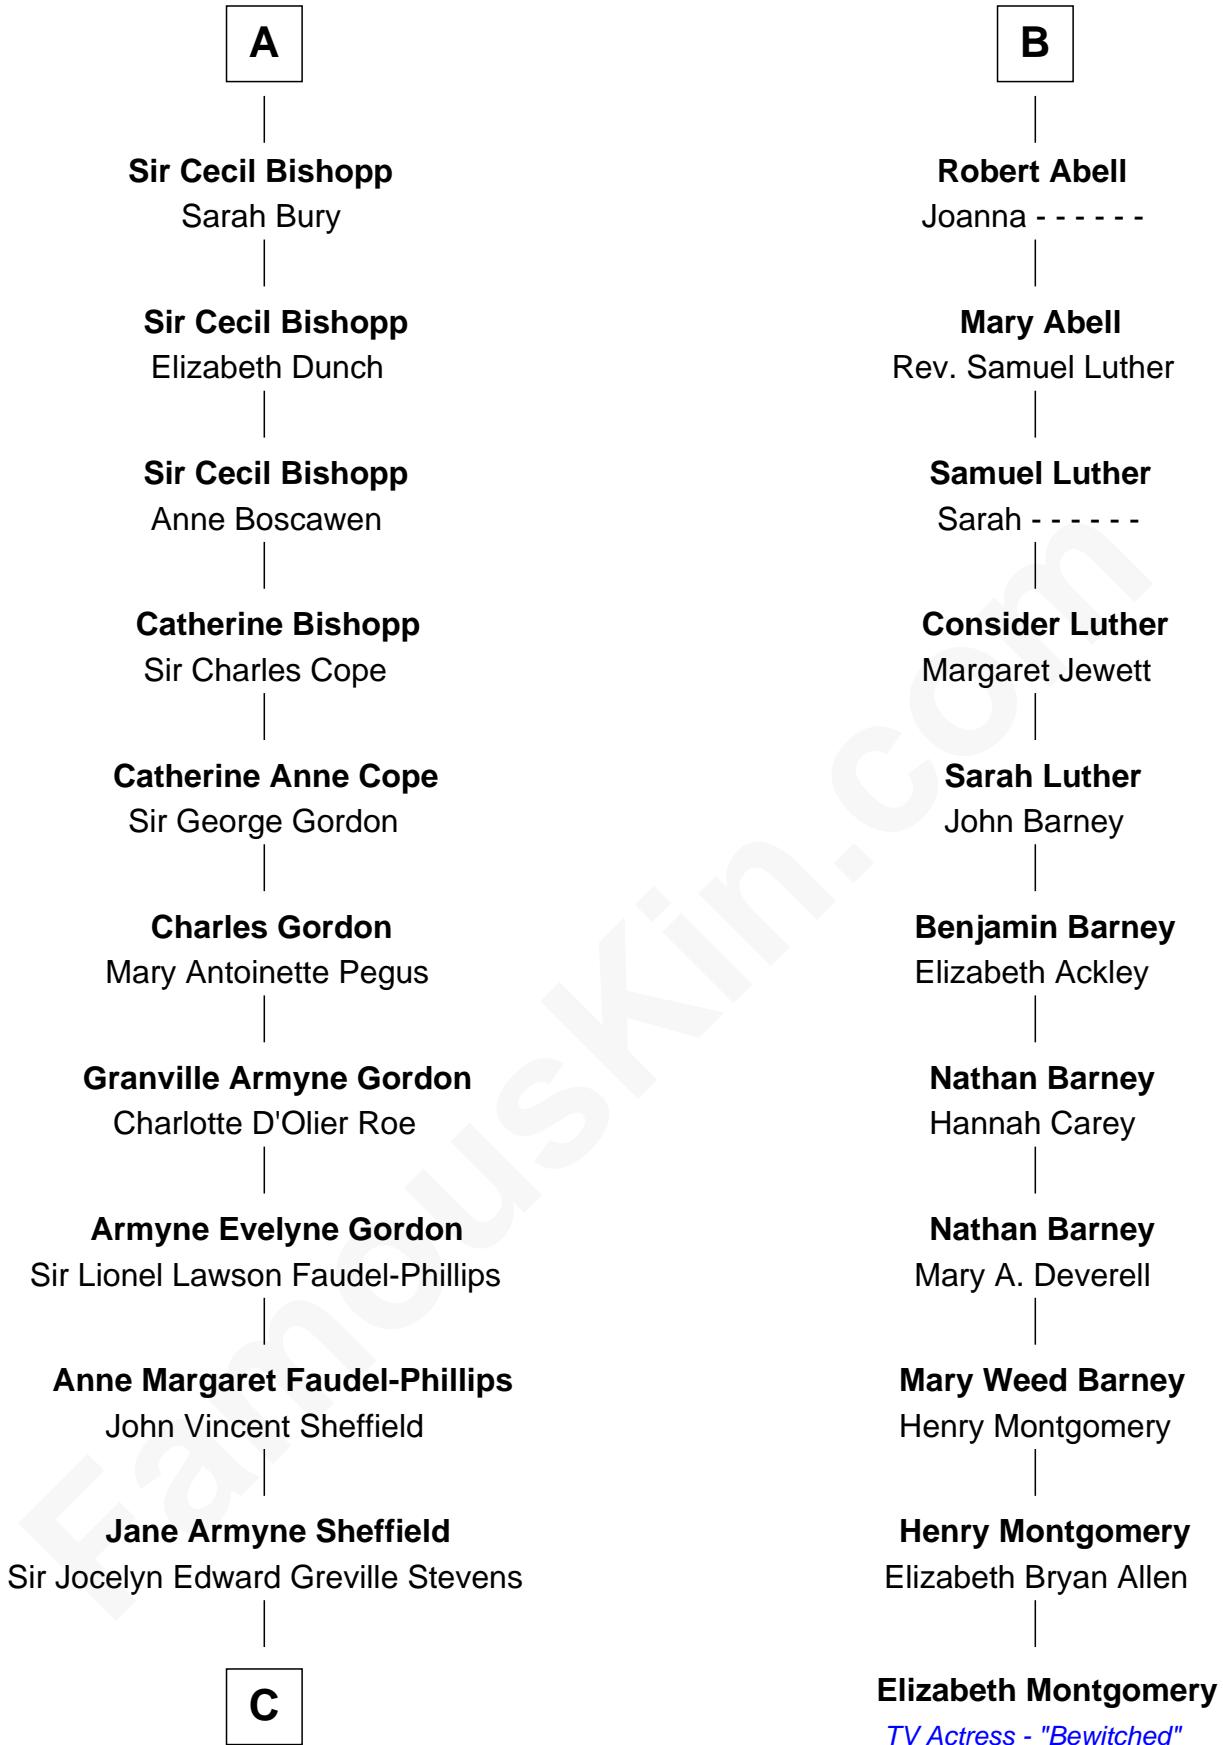 A
Sir Cecil Bishopp
Sarah Bury
Sir Cecil Bishopp
Elizabeth Dunch
Sir Cecil Bishopp
Anne Boscawen
Catherine Bishopp
Sir Charles Cope
Catherine Anne Cope
Sir George Gordon
Charles Gordon
Mary Antoinette Pegus
Granville Armyne Gordon
Charlotte D'Olier Roe
Armyne Evelyne Gordon
Sir Lionel Lawson Faudel-Phillips
Anne Margaret Faudel-Phillips
John Vincent Sheffield
Jane Armyne Sheffield
Sir Jocelyn Edward Greville Stevens
C
B
Robert Abell
Joanna - - - - - -
Mary Abell
Rev. Samuel Luther
Samuel Luther
Sarah - - - - - -
Consider Luther
Margaret Jewett
Sarah Luther
John Barney
Benjamin Barney
Elizabeth Ackley
Nathan Barney
Hannah Carey
Nathan Barney
Mary A. Deverell
Mary Weed Barney
Henry Montgomery
Henry Montgomery
Elizabeth Bryan Allen
Elizabeth Montgomery
TV Actress - "Bewitched"
FamousKin.com